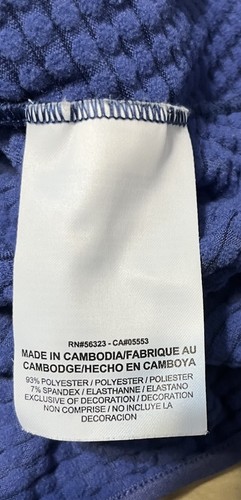 RN#56323 - CA#05553
MADE IN CAMBODIA/FABRIQUE AU
CAMBODGE/HECHO EN CAMBOYA
93% POLYESTER / POLYESTER / POLIESTER
7% SPANDEX / ELASTHANNE / ELASTANO
EXCLUSIVE OF DECORATION / DECORATION
NON COMPRISE / NO INCLUYE LA
DECORACION